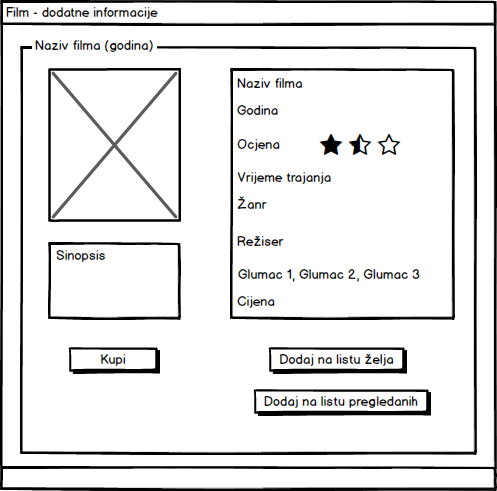 Film - dodatne informacije
Naziv filma (godina)
Naziv filma
Godina
Ocjena
Vrijeme trajanja
Žanr
Režiser
Glumac 1, Glumac 2, Glumac 3
Cijena
Sinopsis
Kupi
Dodaj na listu želja
Dodaj na listu pregledanih